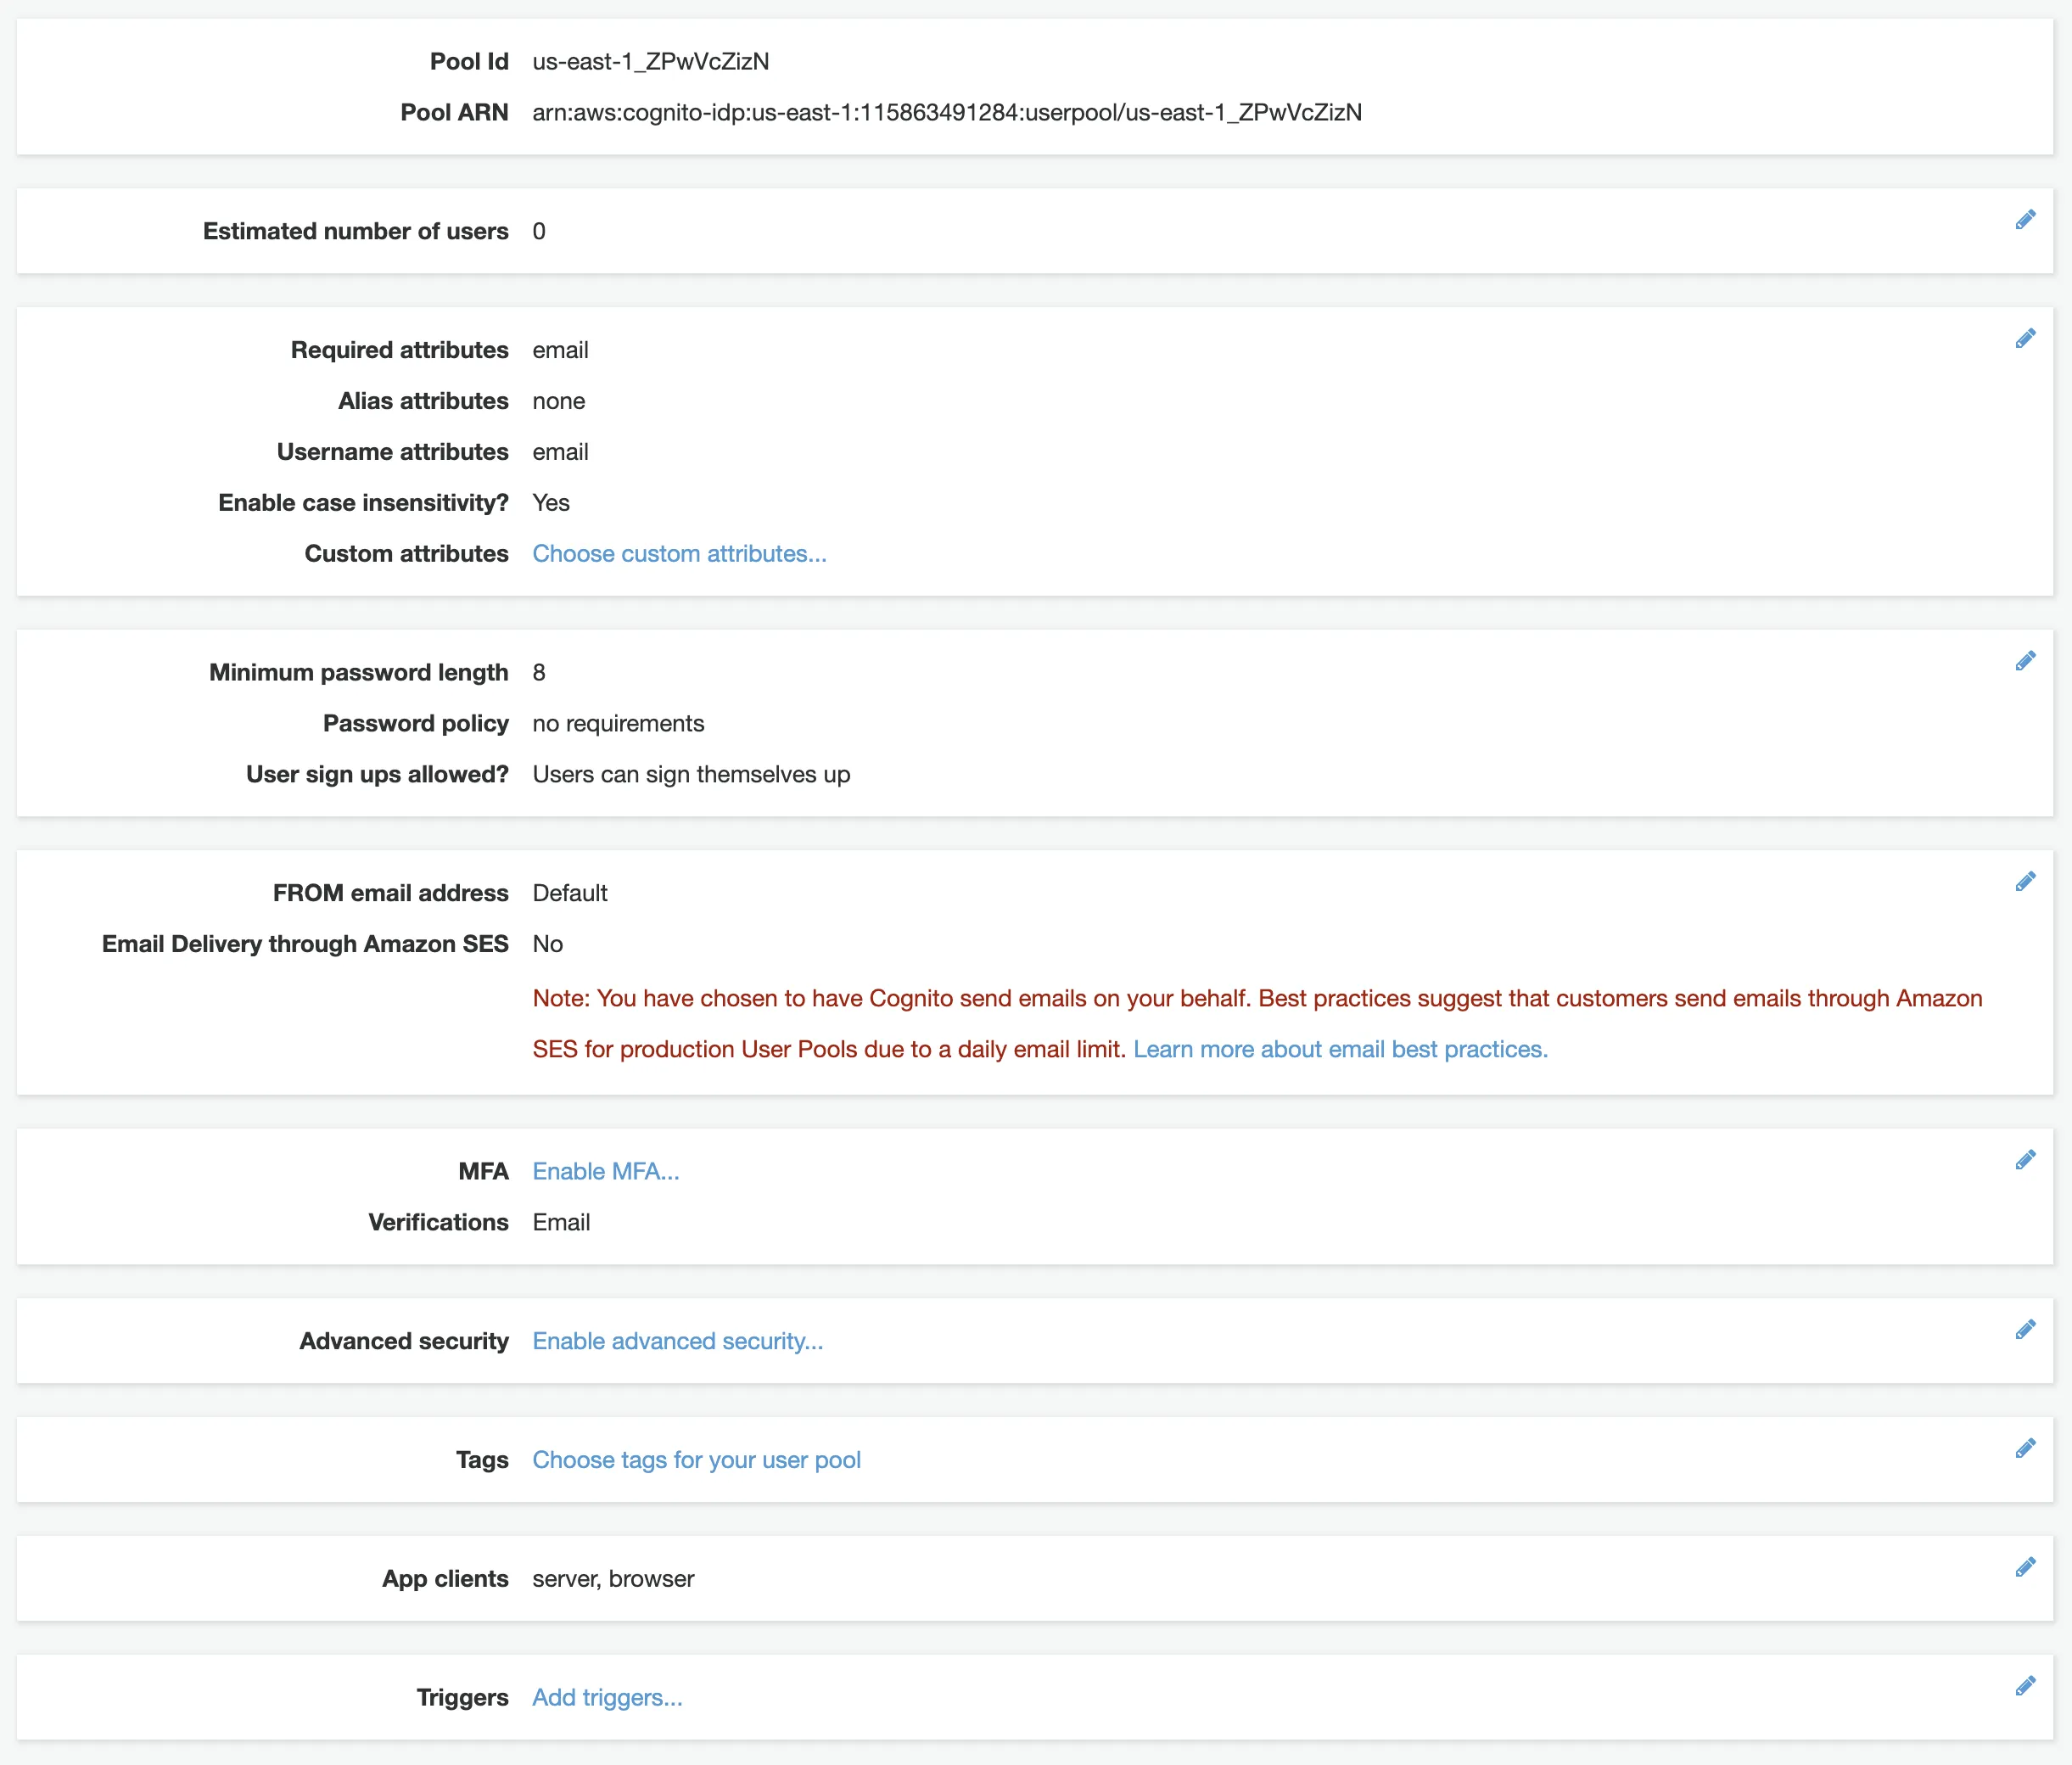 Pool Id us-east-1_ZPwVcZizN
Pool ARN arn:aws:cognito-idp:us-east-1:115863491284:userpool/us-east-1_ZPwVcZizN
Estimated number of users 0
Required attributes email
Alias attributes none
Username attributes email
Enable case insensitivity? Yes
Custom attributes Choose custom attributes...
Minimum password length 8
Password policy no requirements
User sign ups allowed? Users can sign themselves up
FROM email address Default
Email Delivery through Amazon SES No
Note: You have chosen to have Cognito send emails on your behalf. Best practices suggest that customers send emails through Amazon
SES for production User Pools due to a daily email limit. Learn more about email best practices.
MFA Enable MFA...
Verifications Email
Advanced security Enable advanced security...
Tags Choose tags for your user pool
App clients server, browser
Triggers Add triggers...